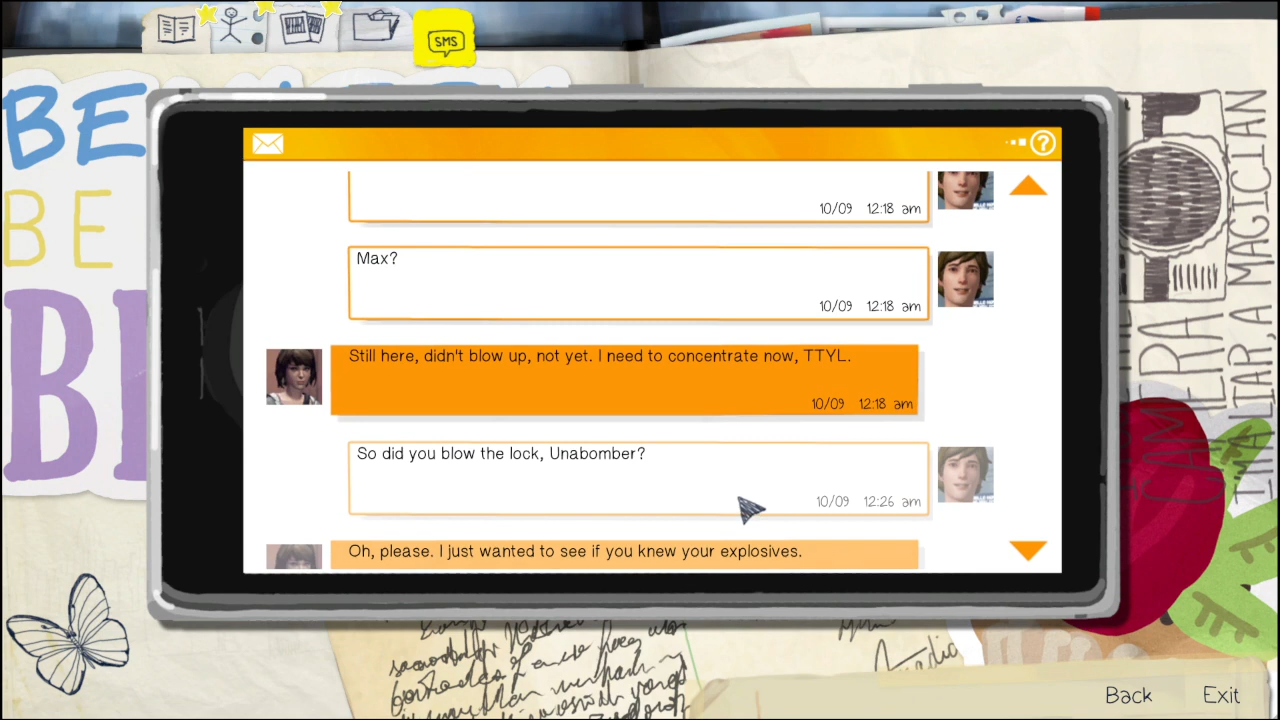 SMS
BE
BE
?
10/09 12:18 am
Max?
10/09 12:18 am
Still here, didn't blow up, not yet. I need to concentrate now, TTYL.
10/09 12:18 am
So did you blow the lock, Unabomber?
10/09 12:26 am
Oh, please. I just wanted to see if you knew your explosives.
CAMERA
IM A LIAR, A MAGICIAN
Back
Exit